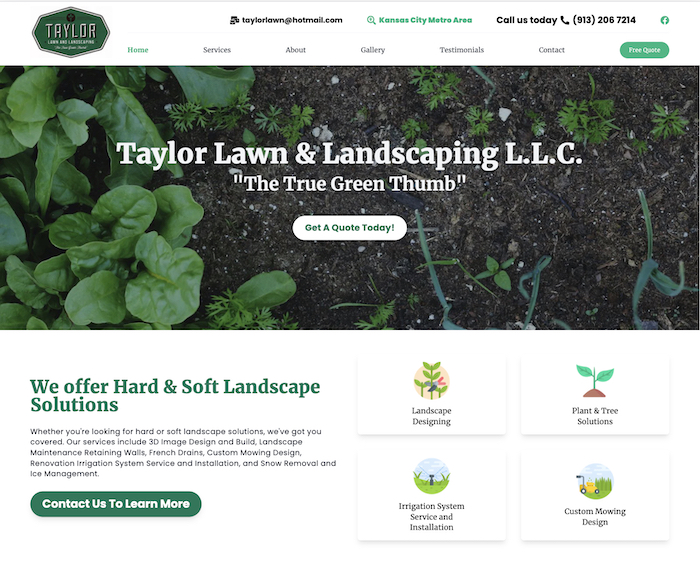 TAYLOR
LAWN AND LANDSCAPING
"The True Green Thumb"
taylorlawn@hotmail.com
Kansas City Metro Area
Call us today (913) 206 7214
Home
Services
About
Gallery
Testimonials
Contact
Free Quote
Taylor Lawn & Landscaping L.L.C.
"The True Green Thumb"
Get A Quote Today!
We offer Hard & Soft Landscape
Solutions
Whether you're looking for hard or soft landscape solutions, we've got you
covered. Our services include 3D Image Design and Build, Landscape
Maintenance Retaining Walls, French Drains, Custom Mowing Design,
Renovation Irrigation System Service and Installation, and Snow Removal and
Ice Management.
Contact Us To Learn More
Landscape
Designing
Plant & Tree
Solutions
Irrigation System
Service and
Installation
Custom Mowing
Design